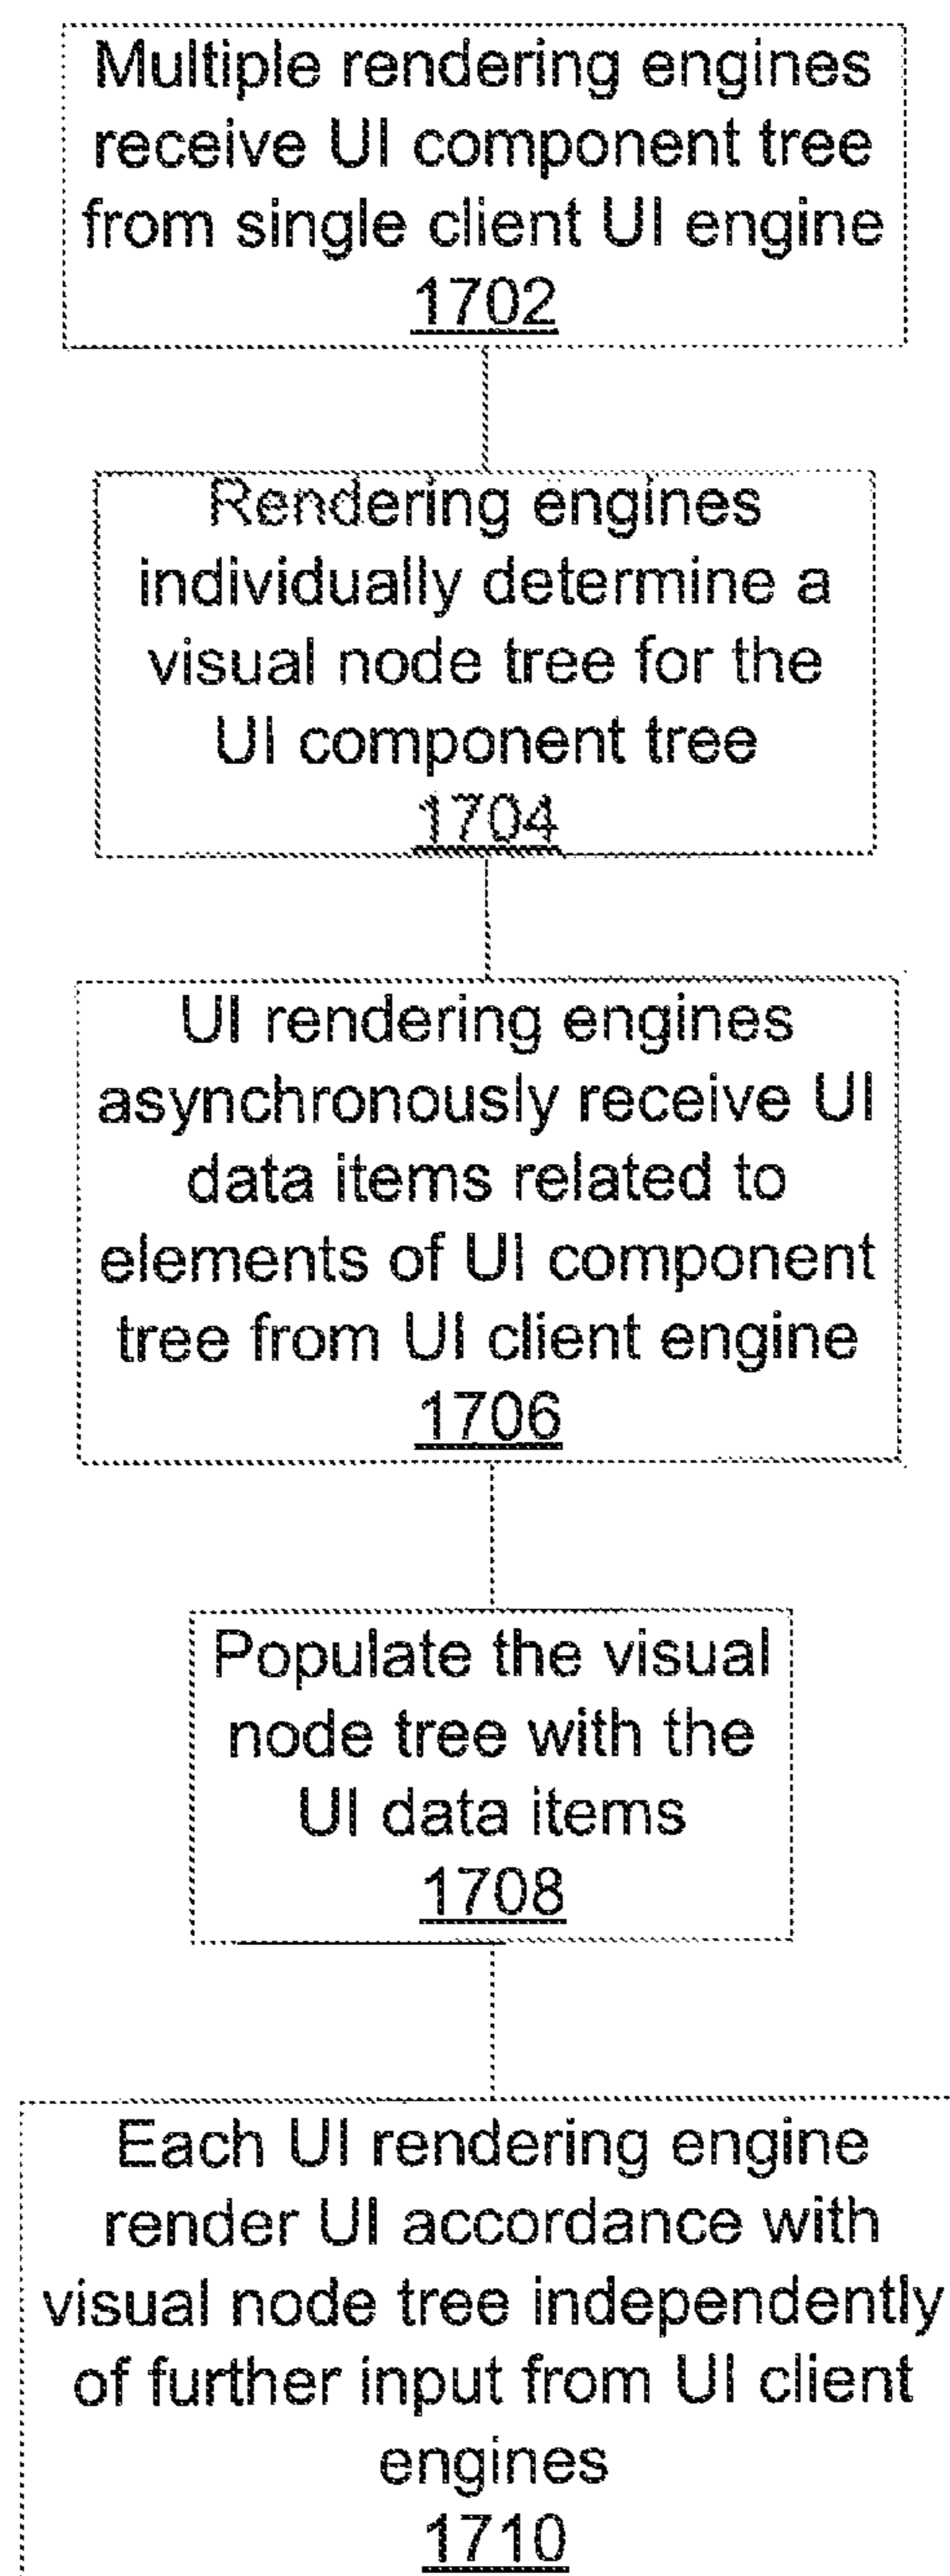 Multiple rendering engines
receive UI component tree
from single client UI engine
1702
Rendering engines
individually determine a
visual node tree for the
UI component tree
1704
UI rendering engines
asynchronously receive UI
data items related to
elements of UI component
tree from UI client engine
1706
Populate the visual
node tree with the
UI data items
1708
Each UI rendering engine
render UI accordance with
visual node tree independently
of further input from UI client
engines
1710